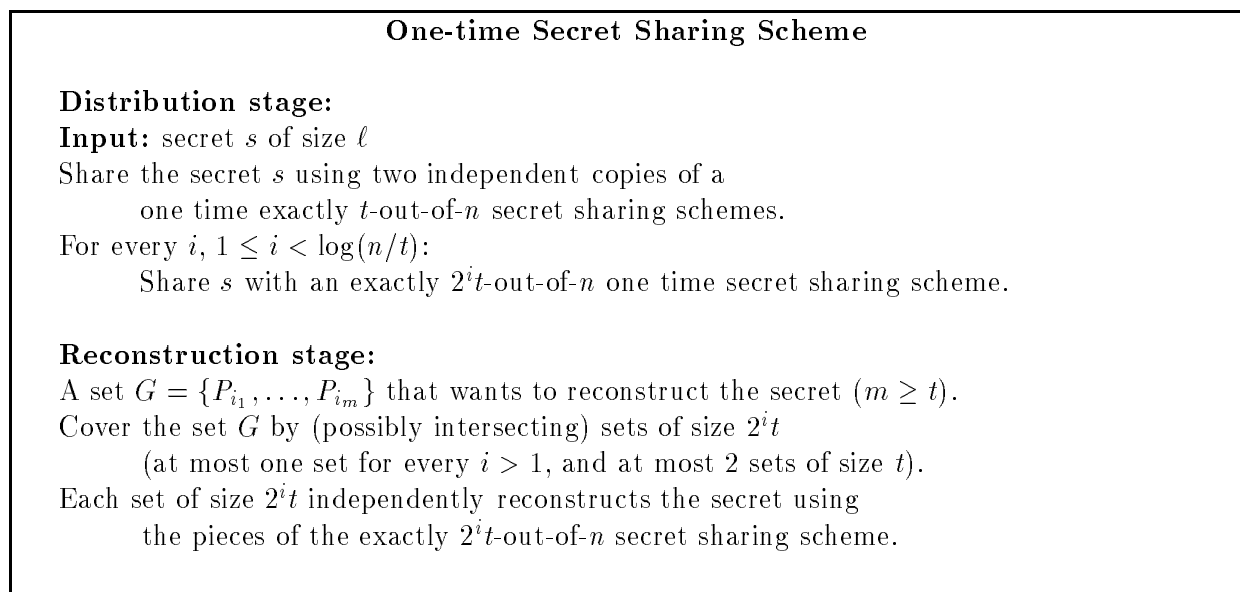 One-time Secret Sharing Scheme
Distribution stage:
Input: secret s of size ℓ
Share the secret s using two independent copies of a
one time exactly t-out-of-n secret sharing schemes.
For every i, 1 ≤ i < log(n/t):
Share s with an exactly 2^i t-out-of-n one time secret sharing scheme.
Reconstruction stage:
A set G = {P_{i_1}, . . . , P_{i_m}} that wants to reconstruct the secret (m ≥ t).
Cover the set G by (possibly intersecting) sets of size 2^i t
(at most one set for every i > 1, and at most 2 sets of size t).
Each set of size 2^i t independently reconstructs the secret using
the pieces of the exactly 2^i t-out-of-n secret sharing scheme.